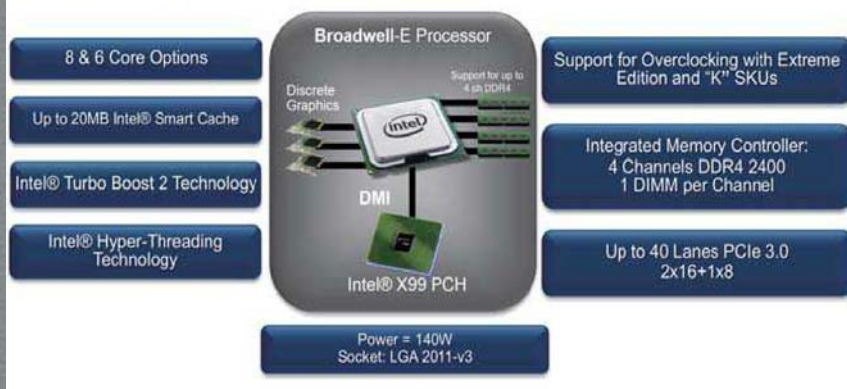 Broadwell-E Processor
8 & 6 Core Options
Up to 20MB Intel® Smart Cache
Intel® Turbo Boost 2 Technology
Intel® Hyper-Threading
Technology
Discrete
Graphics
Support for up to
4 ch DDR4
intel
DMI
Intel® X99 PCH
Support for Overclocking with Extreme
Edition and "K" SKUs
Integrated Memory Controller:
4 Channels DDR4 2400
1 DIMM per Channel
Up to 40 Lanes PCIe 3.0
2x16+1x8
Power = 140W
Socket: LGA 2011-v3